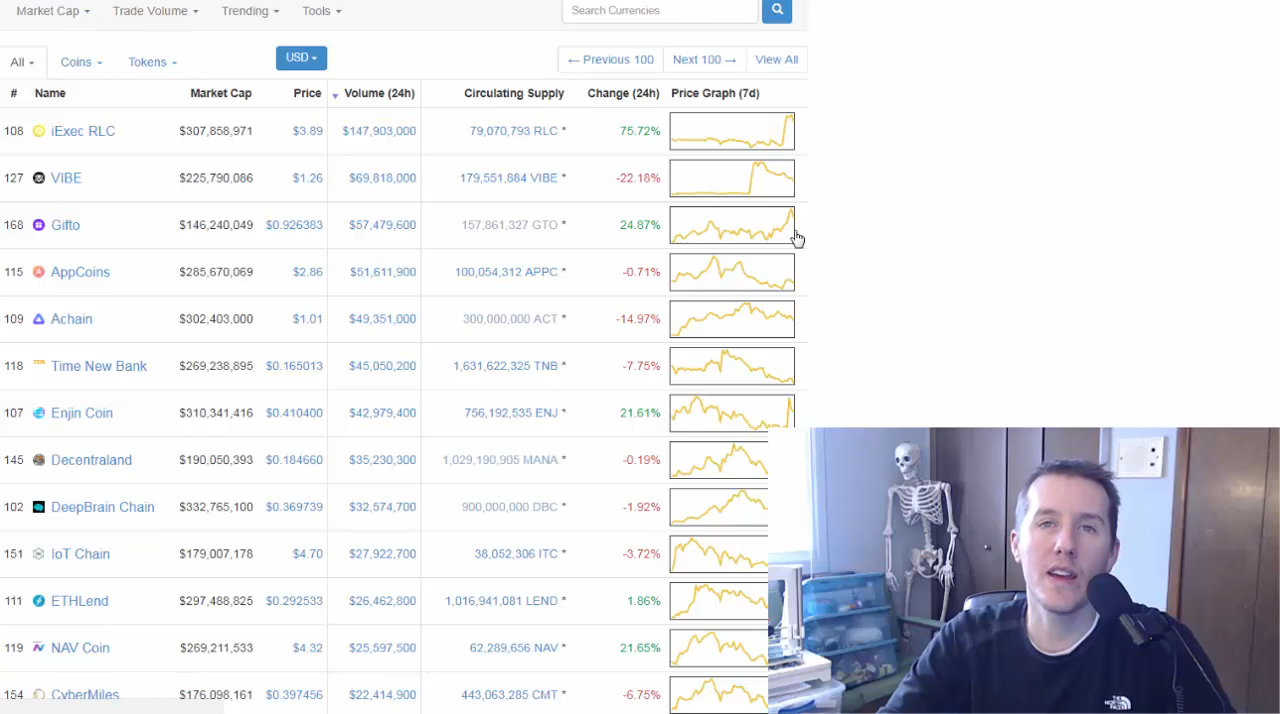 Market Cap Trade Volume Trending Tools Search Currencies
All Coins Tokens USD ← Previous 100 Next 100 → View All
# Name Market Cap Price Volume (24h) Circulating Supply Change (24h) Price Graph (7d)
108 iExec RLC $307,858,971 $3.89 $147,903,000 79,070,793 RLC * 75.72%
127 VIBE $225,790,086 $1.26 $69,818,000 179,551,884 VIBE * -22.18%
168 Gifto $146,240,049 $0.926383 $57,479,600 157,861,327 GTO * 24.87%
115 AppCoins $285,670,069 $2.86 $51,611,900 100,054,312 APPC * -0.71%
109 Achain $302,403,000 $1.01 $49,351,000 300,000,000 ACT * -14.97%
118 Time New Bank $269,238,895 $0.165013 $45,050,200 1,631,622,325 TNB * -7.75%
107 Enjin Coin $310,341,416 $0.410400 $42,979,400 756,192,535 ENJ * 21.61%
145 Decentraland $190,050,393 $0.184660 $35,230,300 1,029,190,905 MANA * -0.19%
102 DeepBrain Chain $332,765,100 $0.369739 $32,574,700 900,000,000 DBC * -1.92%
151 IoT Chain $179,007,178 $4.70 $27,922,700 38,052,306 ITC * -3.72%
111 ETHLend $297,488,825 $0.292533 $26,462,800 1,016,941,081 LEND * 1.86%
119 NAV Coin $269,211,533 $4.32 $25,597,500 62,289,656 NAV * 21.65%
154 CyberMiles $176,098,161 $0.397456 $22,414,900 443,063,285 CMT * -6.75%
THE
NORTH
FACE